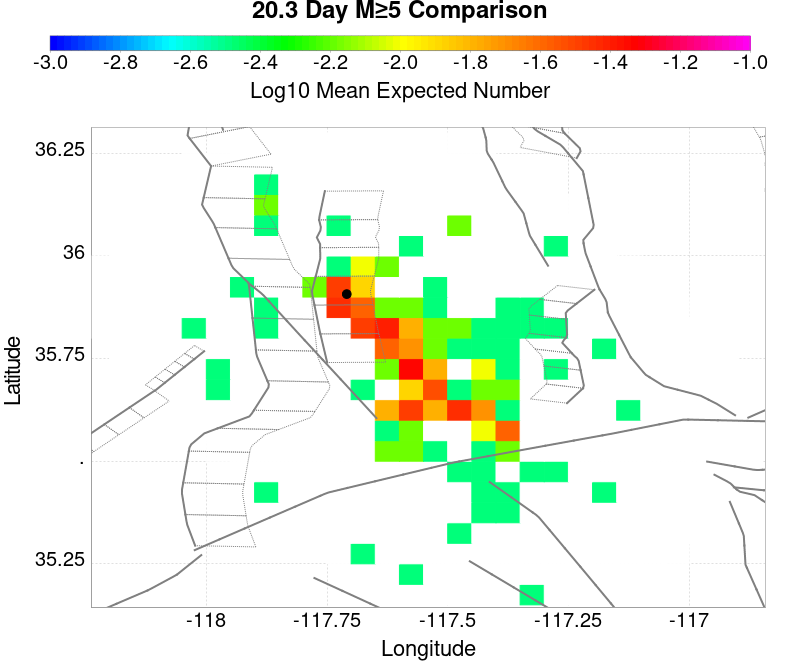 20.3 Day M≥5 Comparison
-3.0 -2.8 -2.6 -2.4 -2.2 -2.0 -1.8 -1.6 -1.4 -1.2 -1.0
Log10 Mean Expected Number
36.25
36
35.75
.
35.25
Latitude
-118 -117.75 -117.5 -117.25 -117
Longitude